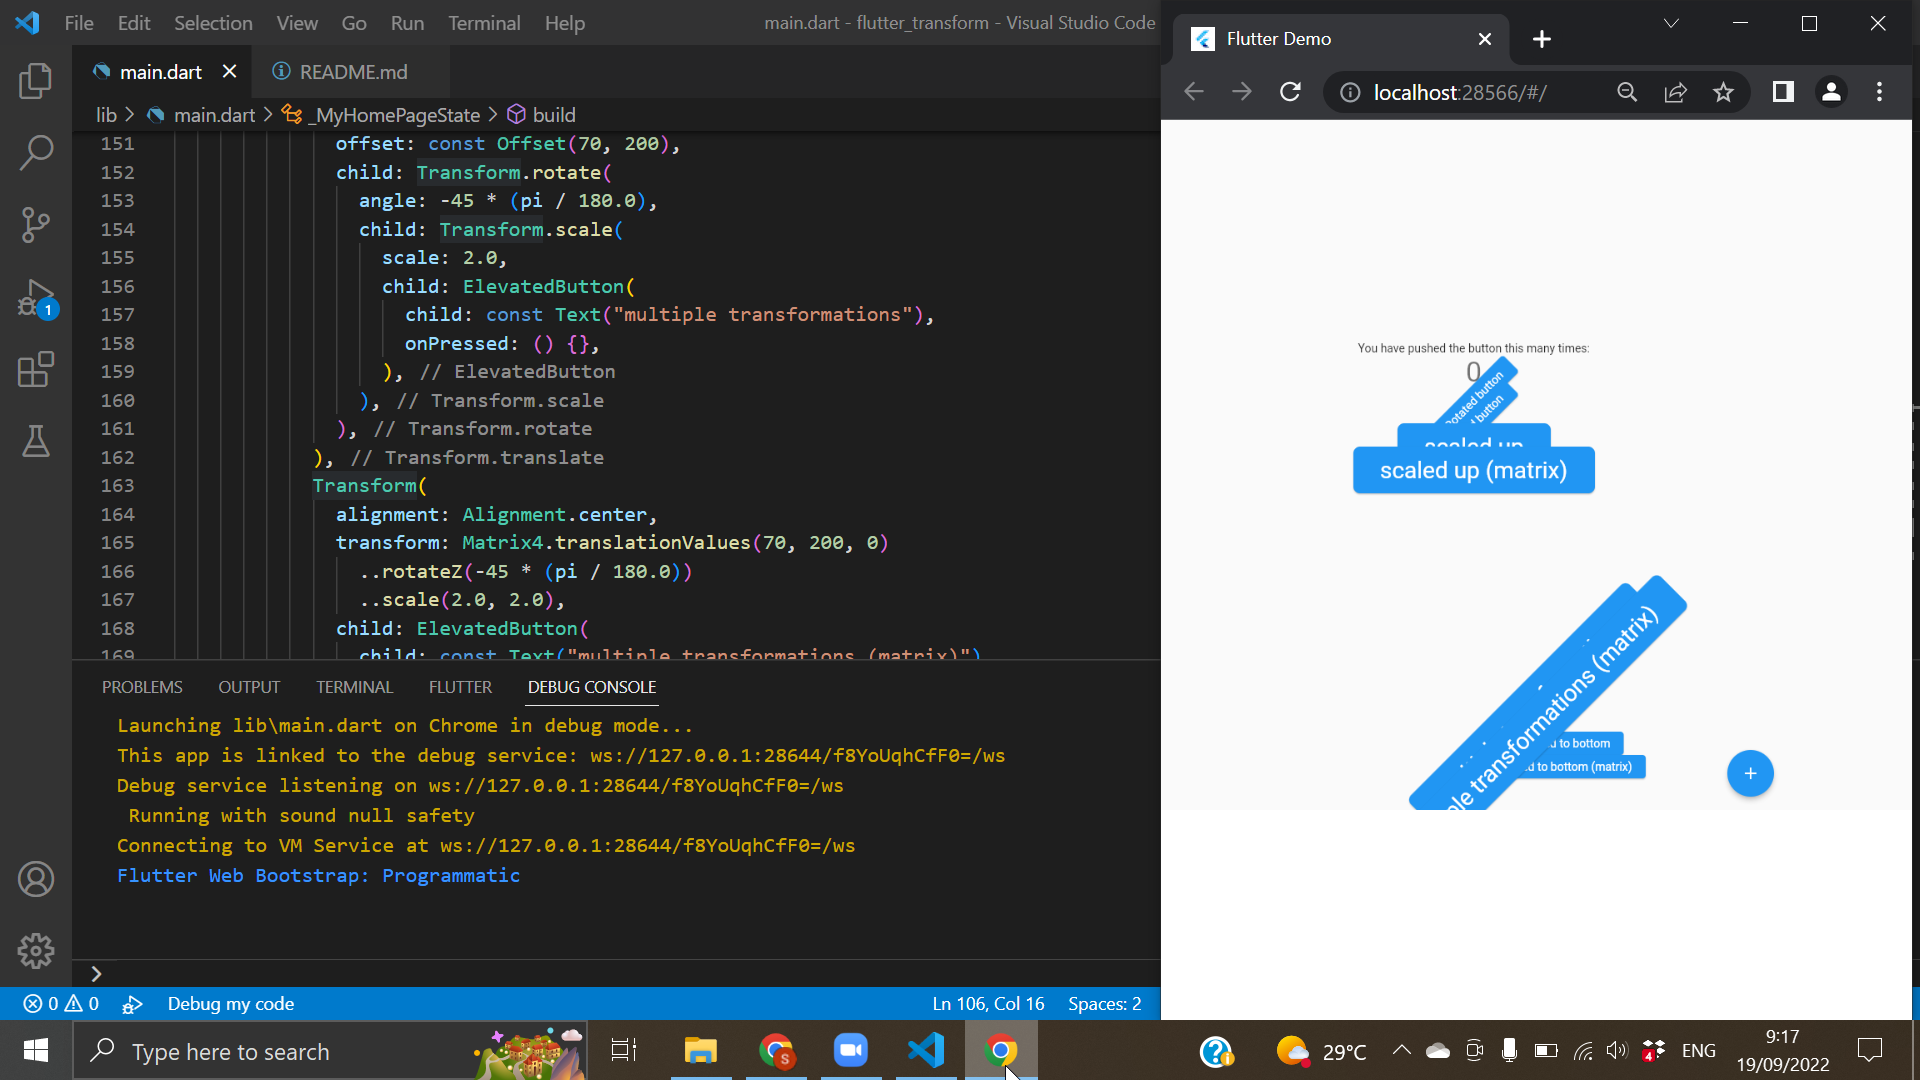 File Edit Selection View Go Run Terminal Help
main.dart - flutter_transform - Visual Studio Code
main.dart
README.md
lib > main.dart > _MyHomePageState > build
151 offset: const Offset(70, 200),
152 child: Transform.rotate(
153 angle: -45 * (pi / 180.0),
154 child: Transform.scale(
155 scale: 2.0,
156 child: ElevatedButton(
157 child: const Text("multiple transformations"),
158 onPressed: () {},
159 ), // ElevatedButton
160 ), // Transform.scale
161 ), // Transform.rotate
162 ), // Transform.translate
163 Transform(
164 alignment: Alignment.center,
165 transform: Matrix4.translationValues(70, 200, 0)
166 ..rotateZ(-45 * (pi / 180.0))
167 ..scale(2.0, 2.0),
168 child: ElevatedButton(
169 child: const Text("multiple transformations (matrix)")
1
PROBLEMS OUTPUT TERMINAL FLUTTER DEBUG CONSOLE
Launching lib\main.dart on Chrome in debug mode...
This app is linked to the debug service: ws://127.0.0.1:28644/f8YoUqhCfF0=/ws
Debug service listening on ws://127.0.0.1:28644/f8YoUqhCfF0=/ws
Running with sound null safety
Connecting to VM Service at ws://127.0.0.1:28644/f8YoUqhCfF0=/ws
Flutter Web Bootstrap: Programmatic
0 0 Debug my code
Ln 106, Col 16 Spaces: 2
Flutter Demo
localhost:28566/#/
You have pushed the button this many times:
0
button
button
scaled up
scaled up (matrix)
transformations (matrix)
to bottom
to bottom (matrix)
+
Type here to search
S
29°C
4
ENG
9:17
19/09/2022